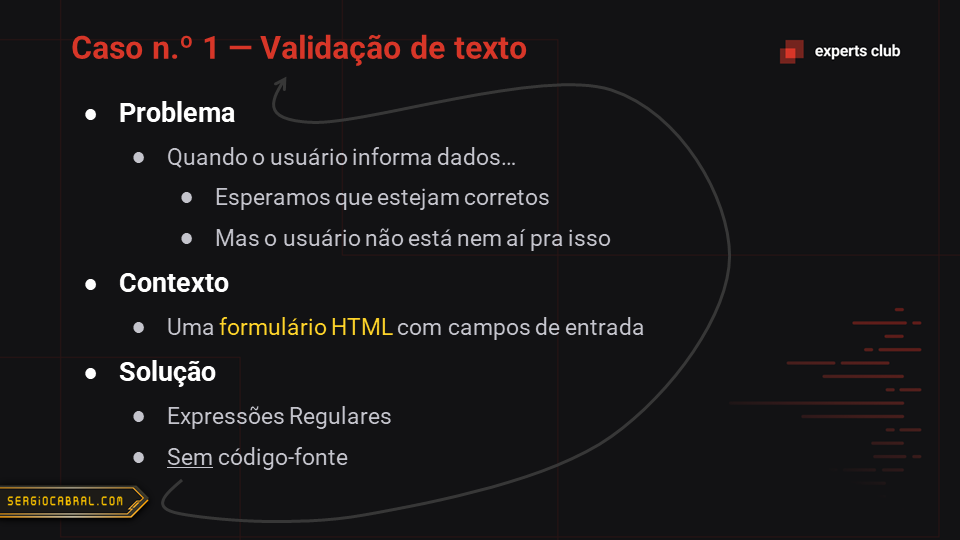 Caso n.º 1 — Validação de texto
experts club
● Problema
● Quando o usuário informa dados…
● Esperamos que estejam corretos
● Mas o usuário não está nem aí pra isso
● Contexto
● Uma formulário HTML com campos de entrada
● Solução
● Expressões Regulares
● Sem código-fonte
SERGIOCABRAL.COM